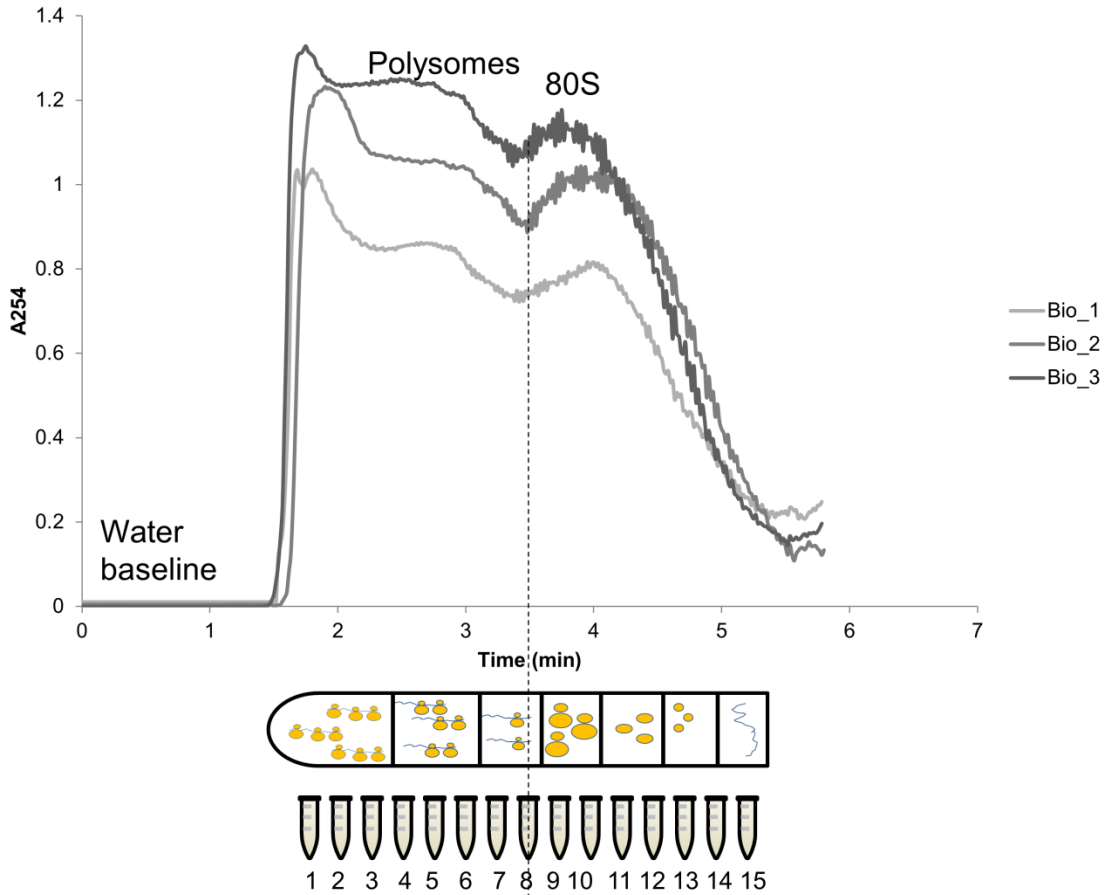 1.4
Polysomes
80S
1.2
1
0.8
A254
Bio_1
0.6
Bio_2
Bio_3
0.4
Water
baseline
0.2
0
0 1 2 3 4 5 6 7
Time (min)
1 2 3 4 5 6 7 8 9 10 11 12 13 14 15